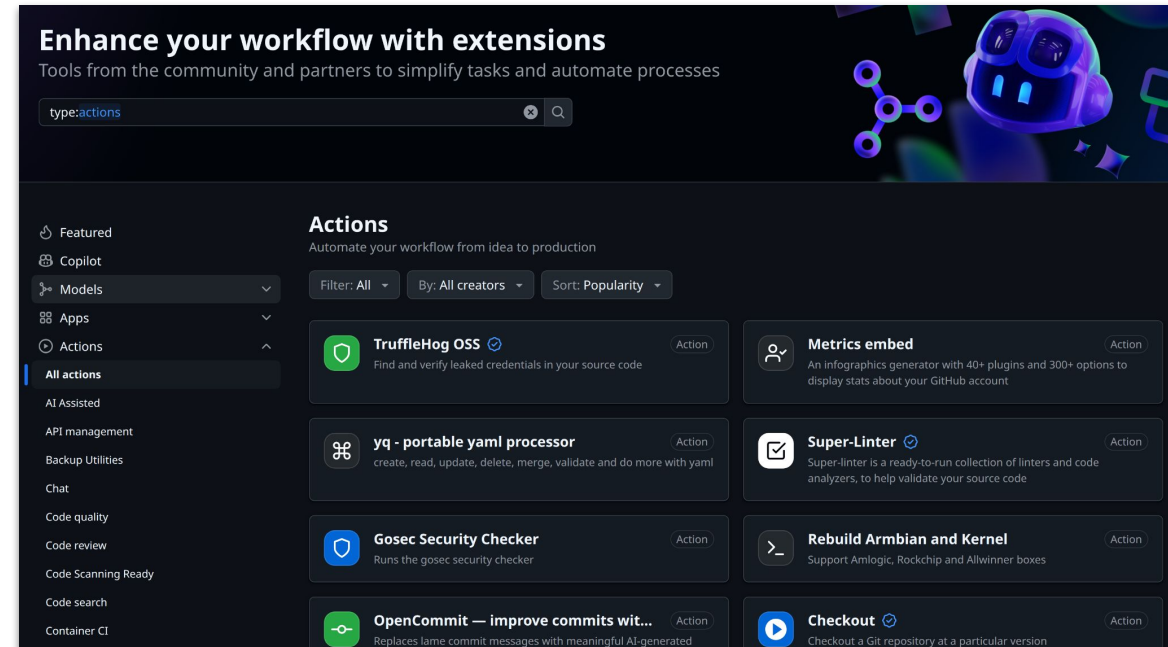 Enhance your workflow with extensions
Tools from the community and partners to simplify tasks and automate processes
type:actions
Featured
Copilot
Models
Apps
Actions
All actions
AI Assisted
API management
Backup Utilities
Chat
Code quality
Code review
Code Scanning Ready
Code search
Container CI
Actions
Automate your workflow from idea to production
Filter: All
By: All creators
Sort: Popularity
TruffleHog OSS
Action
Find and verify leaked credentials in your source code
Metrics embed
Action
An infographics generator with 40+ plugins and 300+ options to
display stats about your GitHub account
yq - portable yaml processor
Action
create, read, update, delete, merge, validate and do more with yaml
Super-Linter
Action
Super-linter is a ready-to-run collection of linters and code
analyzers, to help validate your source code
Gosec Security Checker
Action
Runs the gosec security checker
Rebuild Armbian and Kernel
Action
Support Amlogic, Rockchip and Allwinner boxes
OpenCommit — improve commits wit...
Action
Replaces lame commit messages with meaningful AI-generated
Checkout
Action
Checkout a Git repository at a particular version